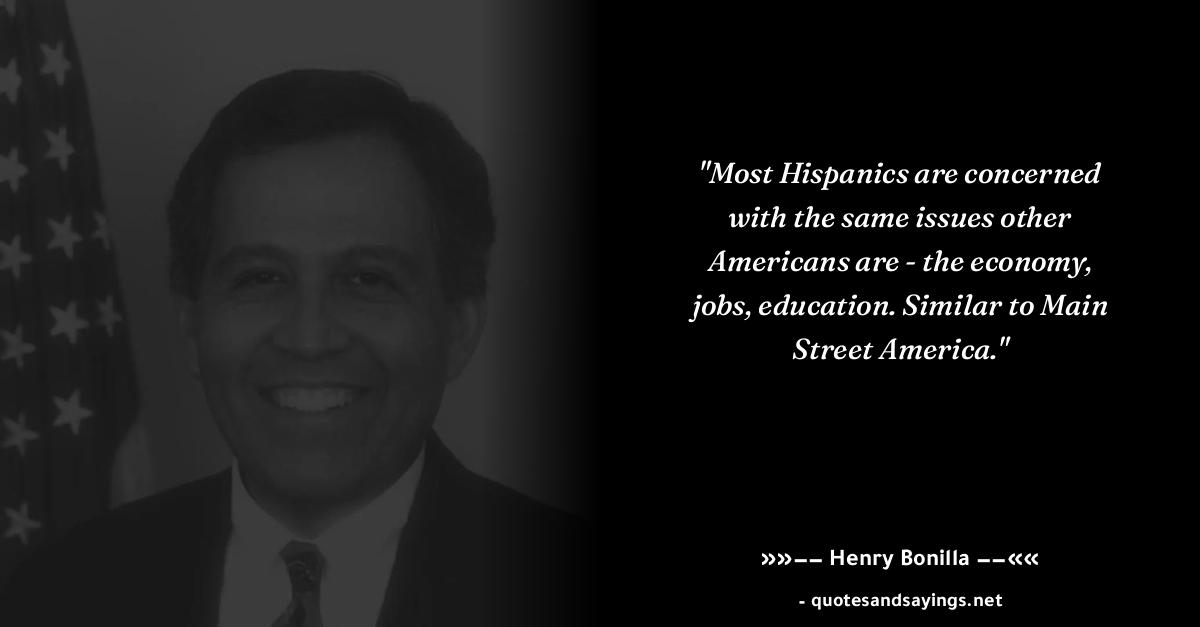 "Most Hispanics are concerned
with the same issues other
Americans are - the economy,
jobs, education. Similar to Main
Street America."
»»—— Henry Bonilla ——««
- quotesandsayings.net